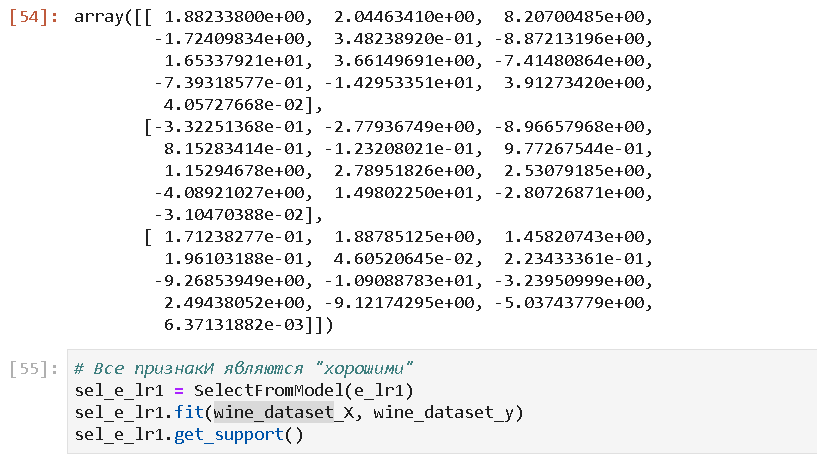 [54]: array([[ 1.88233800e+00,  2.04463410e+00,  8.20700485e+00,
-1.72409834e+00,  3.48238920e-01, -8.87213196e+00,
1.65337921e+01,  3.66149691e+00, -7.41480864e+00,
-7.39318577e-01, -1.42953351e+01,  3.91273420e+00,
4.05727668e-02],
[-3.32251368e-01, -2.77936749e+00, -8.96657968e+00,
8.15283414e-01, -1.23208021e-01,  9.77267544e-01,
1.15294678e+00,  2.78951826e+00,  2.53079185e+00,
-4.08921027e+00,  1.49802250e+01, -2.80726871e+00,
-3.10470388e-02],
[ 1.71238277e-01,  1.88785125e+00,  1.45820743e+00,
1.96103188e-01,  4.60520645e-02,  2.23433361e-01,
-9.26853949e+00, -1.09088783e+01, -3.23950999e+00,
2.49438052e+00, -9.12174295e+00, -5.03743779e+00,
6.37131882e-03]])
[55]: # Все признакИ являются "хорошими"
sel_e_lr1 = SelectFromModel(e_lr1)
sel_e_lr1.fit(wine_dataset_X, wine_dataset_y)
sel_e_lr1.get_support()